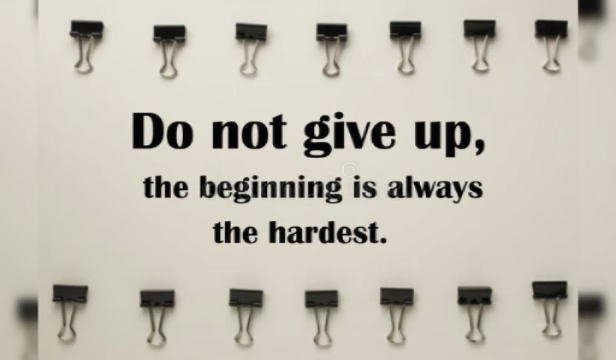 Do not give up,
the beginning is always
the hardest.